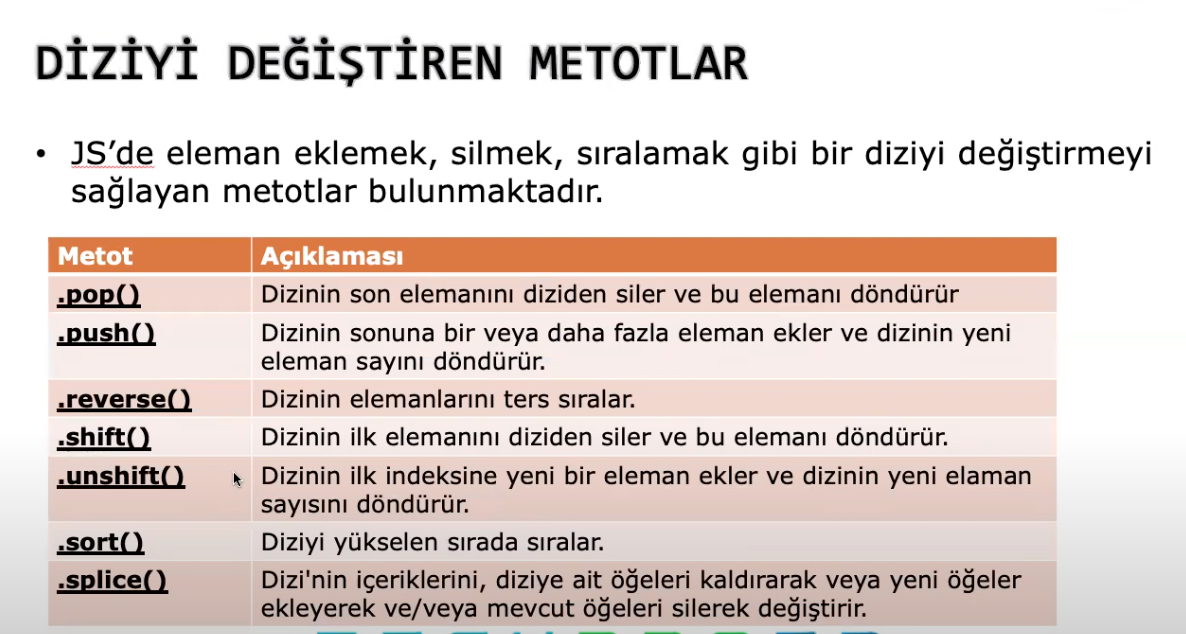 DİZİYİ DEĞİŞTİREN METOTLAR
• JS’de eleman eklemek, silmek, sıralamak gibi bir diziyi değiştirmeyi
sağlayan metotlar bulunmaktadır.
Metot Açıklaması
.pop() Dizinin son elemanını diziden siler ve bu elemanı döndürür
.push() Dizinin sonuna bir veya daha fazla eleman ekler ve dizinin yeni
eleman sayını döndürür.
.reverse() Dizinin elemanlarını ters sıralar.
.shift() Dizinin ilk elemanını diziden siler ve bu elemanı döndürür.
.unshift() Dizinin ilk indeksine yeni bir eleman ekler ve dizinin yeni elaman
sayısını döndürür.
.sort() Diziyi yükselen sırada sıralar.
.splice() Dizi'nin içeriklerini, diziye ait öğeleri kaldırarak veya yeni öğeler
ekleyerek ve/veya mevcut öğeleri silerek değiştirir.